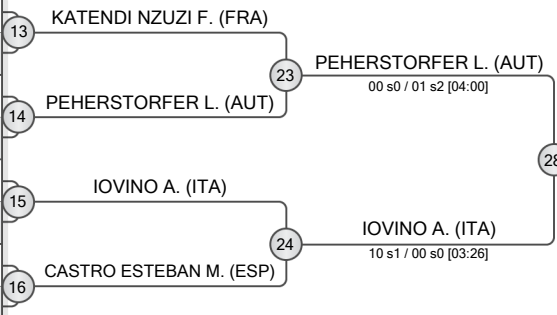 13
KATENDI NZUZI F. (FRA)
23
PEHERSTORFER L. (AUT)
00 s0 / 01 s2 [04:00]
14
PEHERSTORFER L. (AUT)
28
15
IOVINO A. (ITA)
24
IOVINO A. (ITA)
10 s1 / 00 s0 [03:26]
16
CASTRO ESTEBAN M. (ESP)